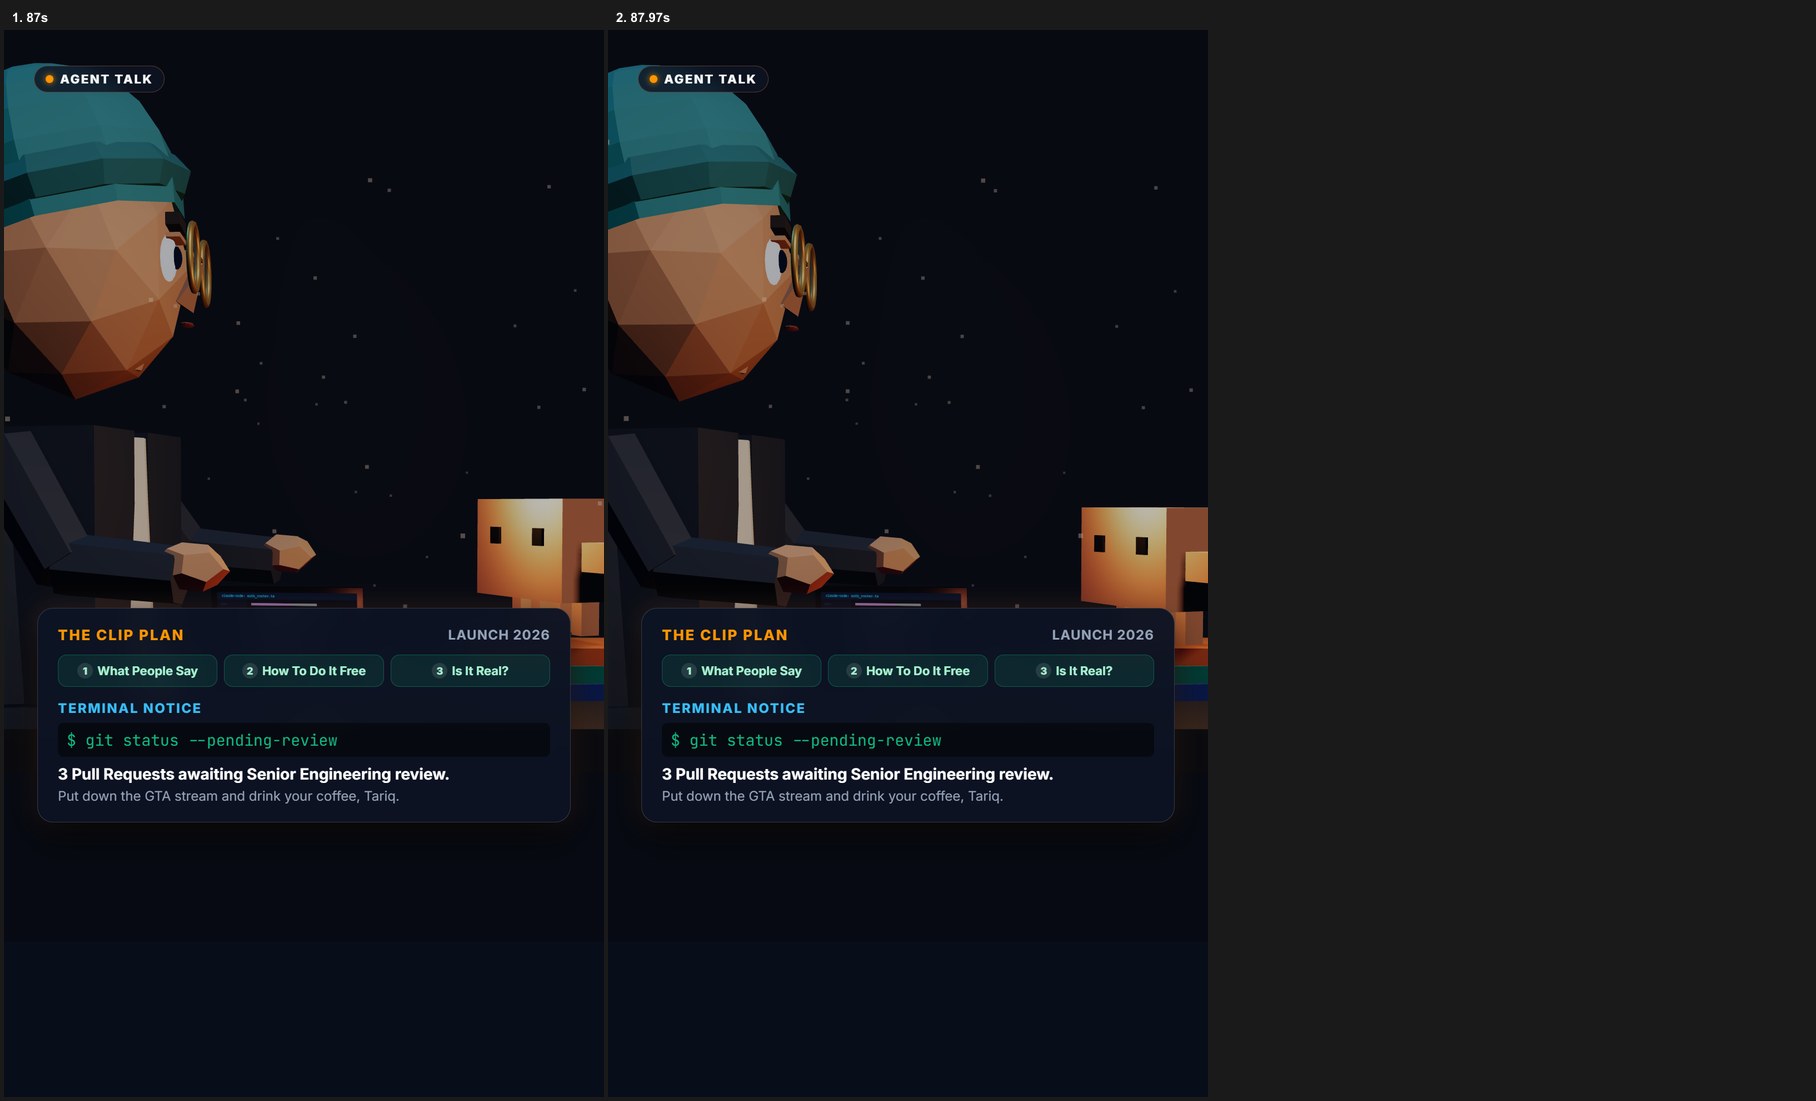 1. 87s
AGENT TALK
THE CLIP PLAN
LAUNCH 2026
1 What People Say
2 How To Do It Free
3 Is It Real?
TERMINAL NOTICE
$ git status --pending-review
3 Pull Requests awaiting Senior Engineering review.
Put down the GTA stream and drink your coffee, Tariq.
2. 87.97s
AGENT TALK
THE CLIP PLAN
LAUNCH 2026
1 What People Say
2 How To Do It Free
3 Is It Real?
TERMINAL NOTICE
$ git status --pending-review
3 Pull Requests awaiting Senior Engineering review.
Put down the GTA stream and drink your coffee, Tariq.